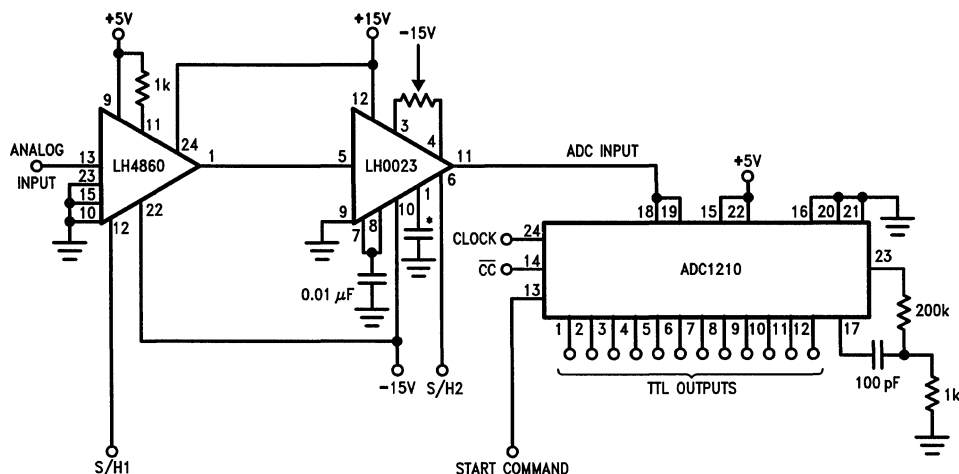 +5V
+15V
-15V
1k
9
11
12
3
4
24
ANALOG
INPUT
13
LH4860
1
5
LH0023
11
ADC INPUT
23
15
10
12
22
9
7
8
10
1
*
6
0.01 μF
-15V
S/H2
S/H1
+5V
18
19
15
22
16
20
21
CLOCK
24
CC
14
13
ADC1210
23
200k
1
2
3
4
5
6
7
8
9
10
11
12
17
TTL OUTPUTS
100 pF
1k
START COMMAND